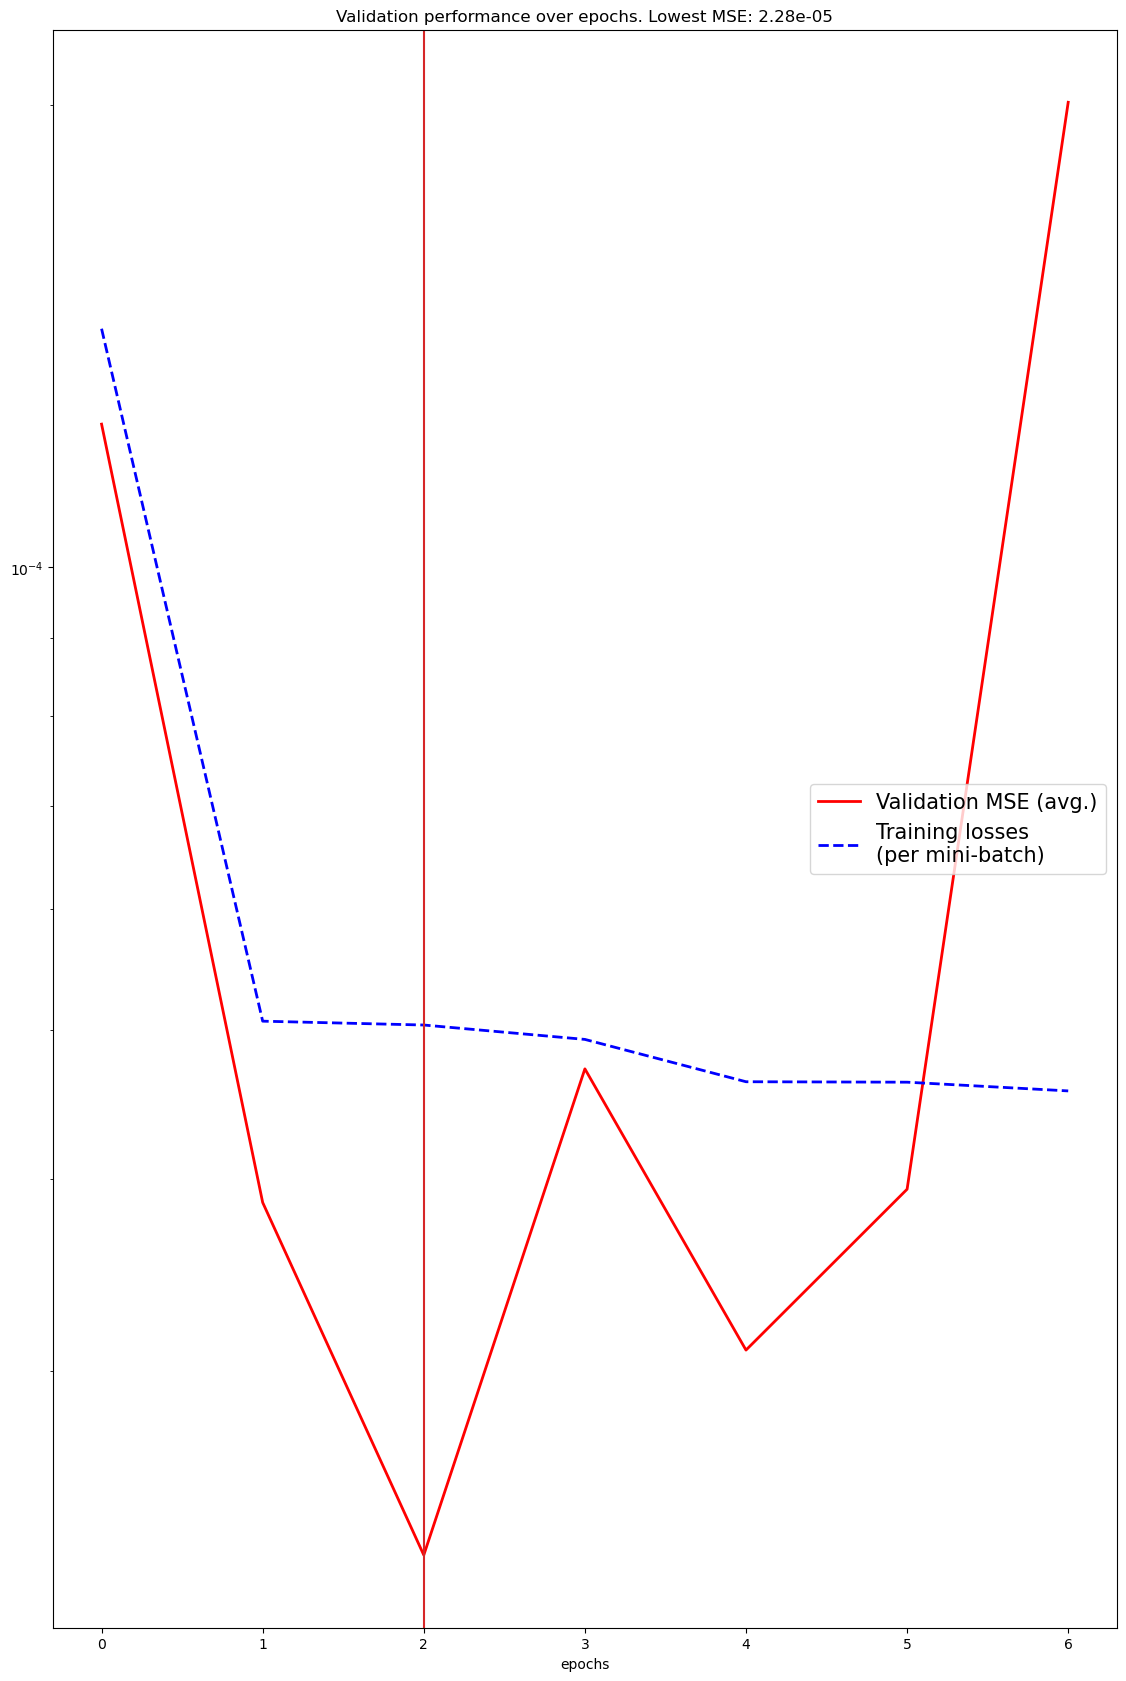 Validation performance over epochs. Lowest MSE: 2.28e-05
10⁻⁴
Validation MSE (avg.)
Training losses
(per mini-batch)
0 1 2 3 4 5 6
epochs